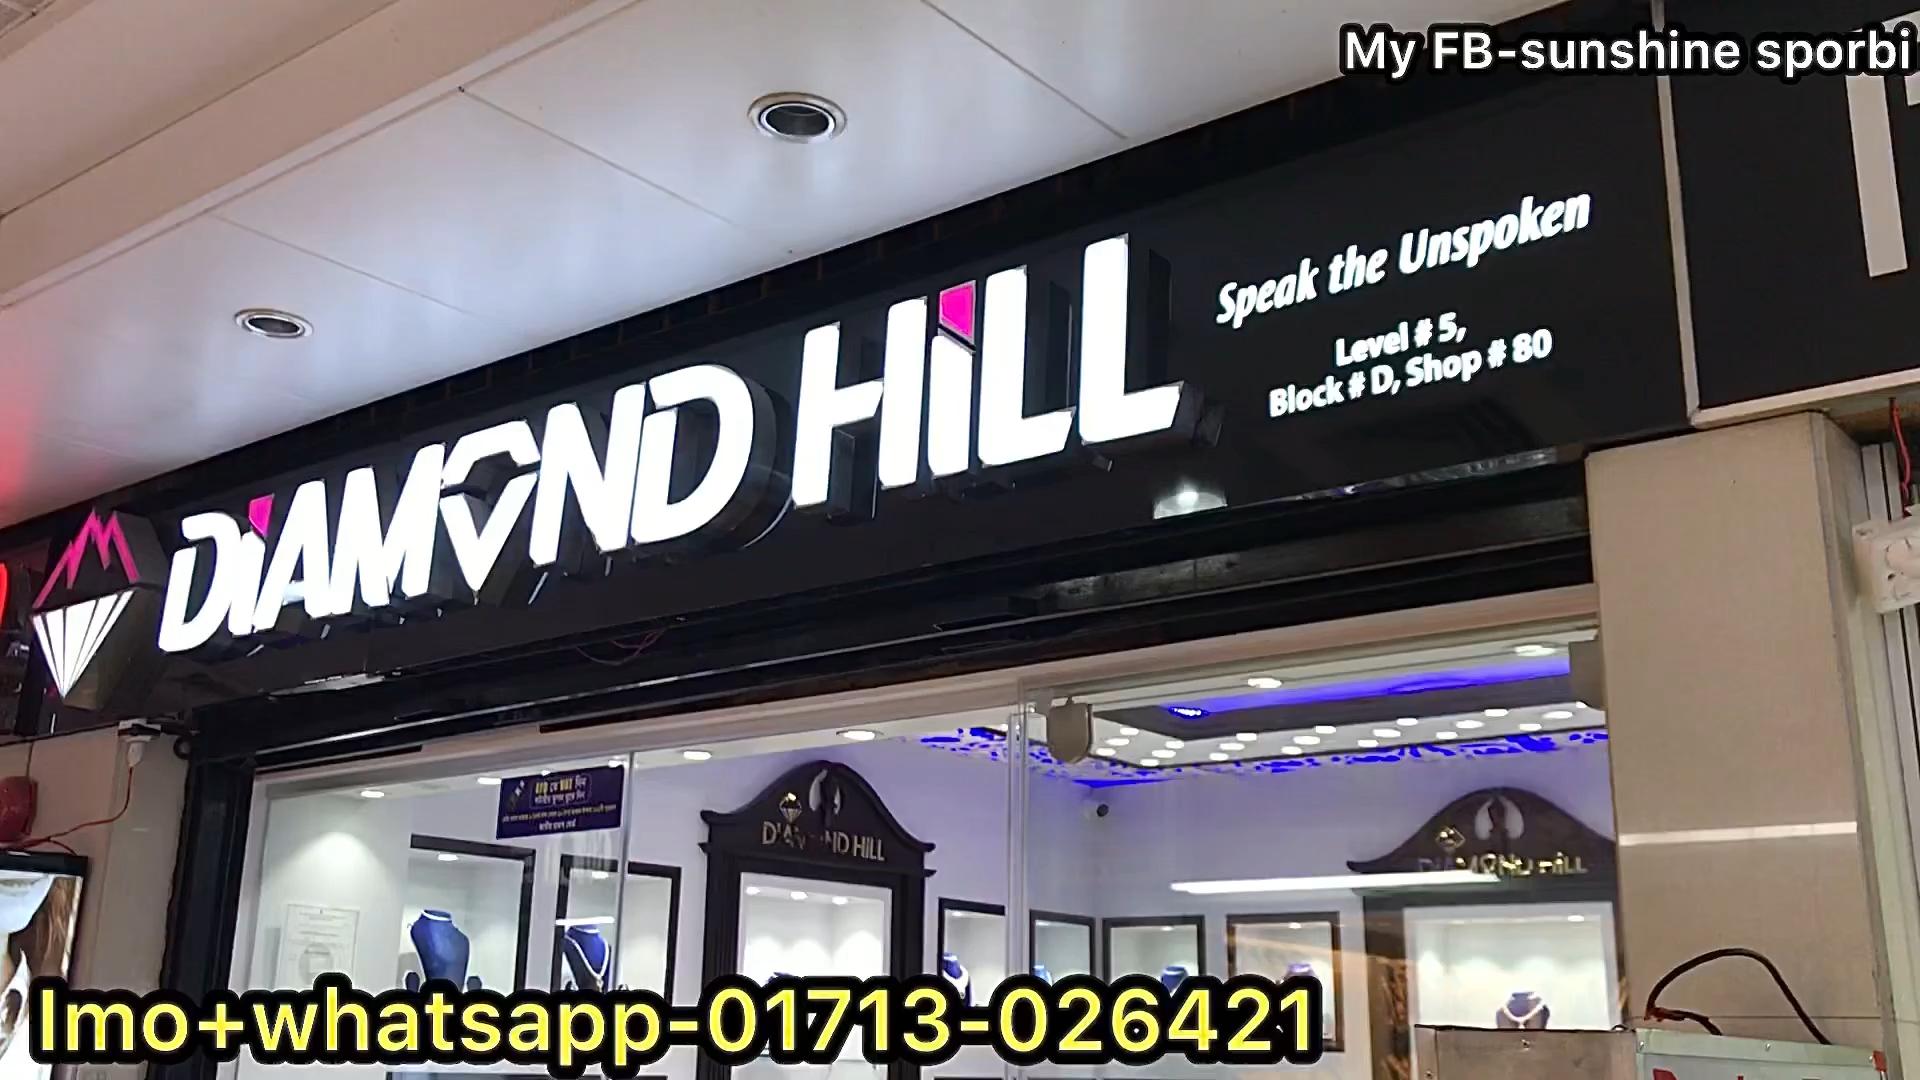 My FB-sunshine sporbi
DiAMOND HiLL
Speak the Unspoken
Level # 5,
Block # D, Shop # 80
DIAMOND HILL
DIAMOND HiLL
Imo+whatsapp-01713-026421